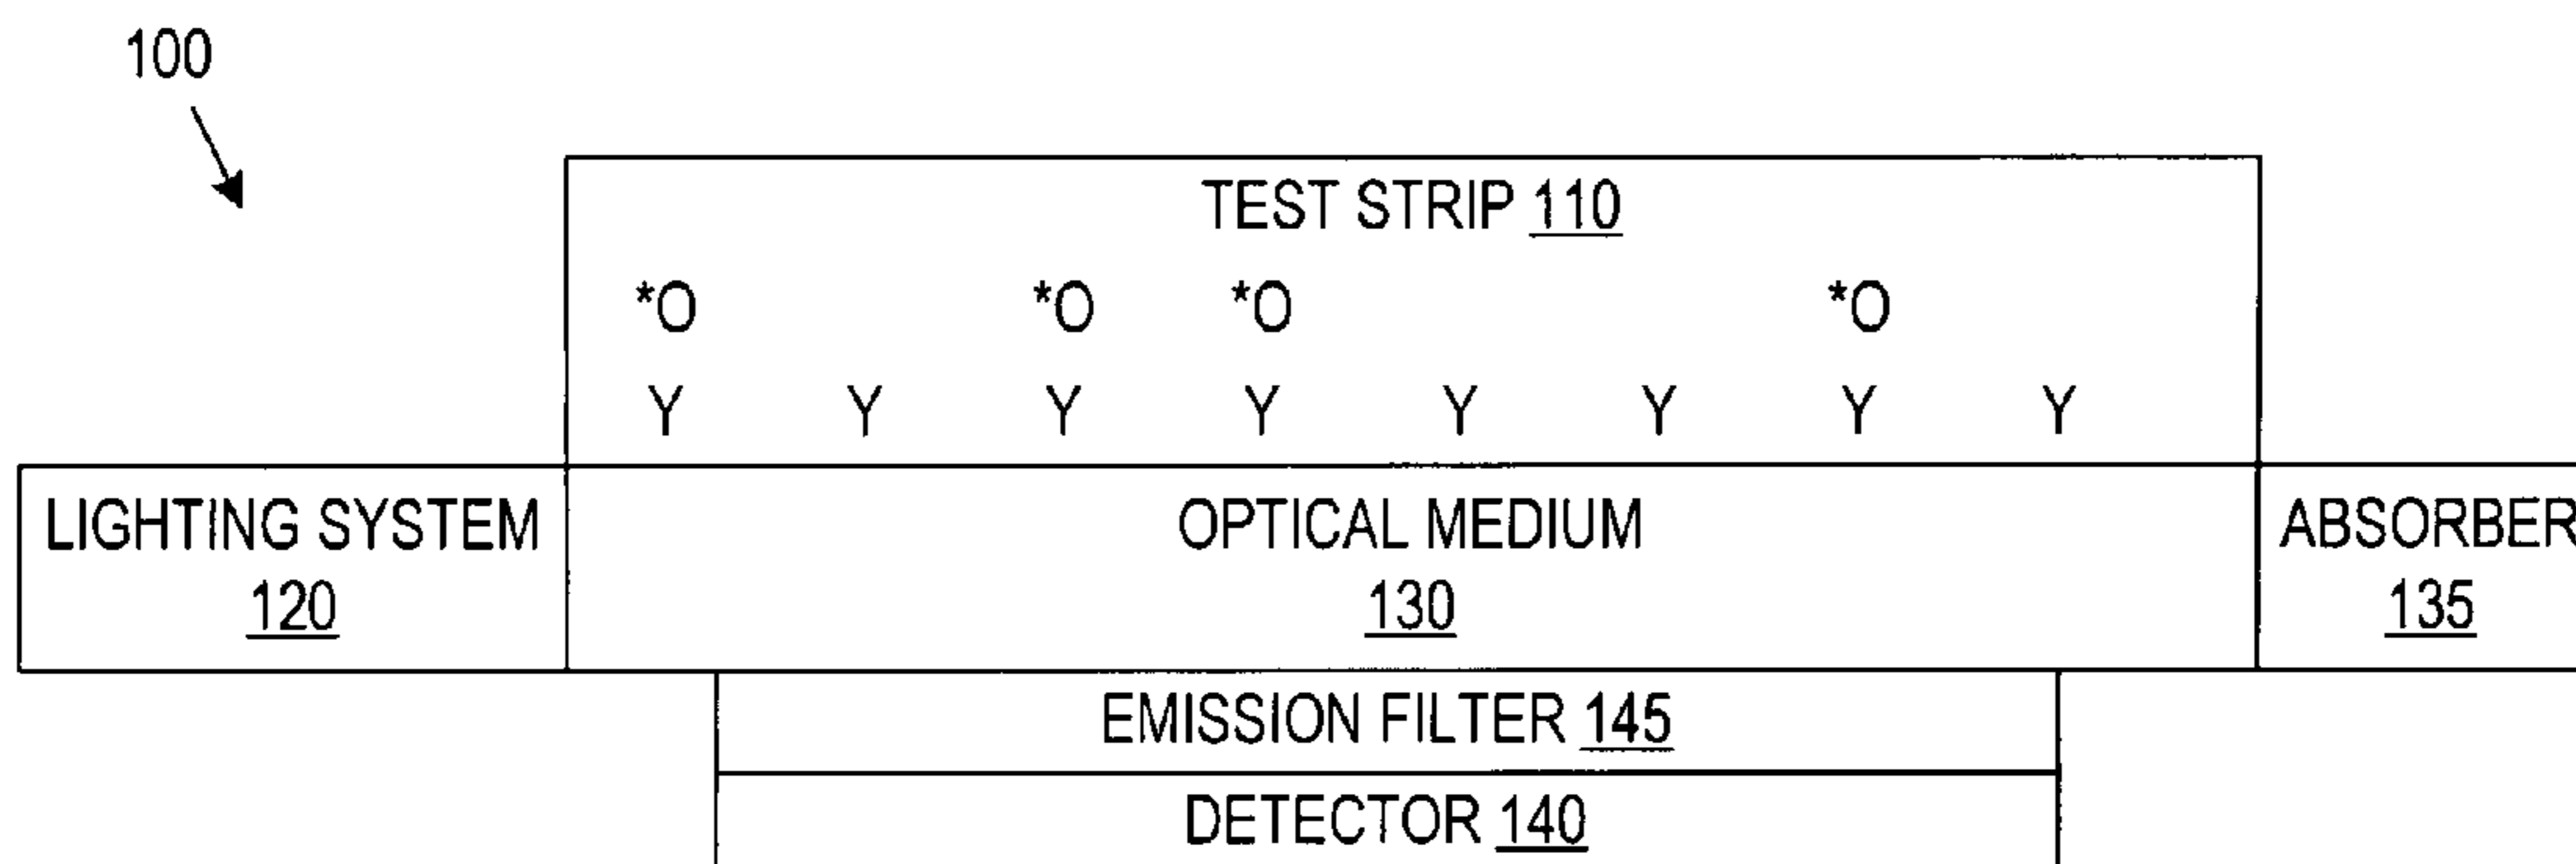 100
TEST STRIP 110
*O *O *O *O
Y Y Y Y Y Y Y Y
LIGHTING SYSTEM
120
OPTICAL MEDIUM
130
ABSORBER
135
EMISSION FILTER 145
DETECTOR 140